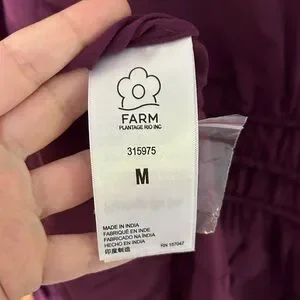 FARM
PLANTAGE RIO INC
315975
M
MADE IN INDIA
FABRIQUÉ EN INDE
FABRICADO NA ÍNDIA
HECHO EN INDIA
印度制造
RN 157047